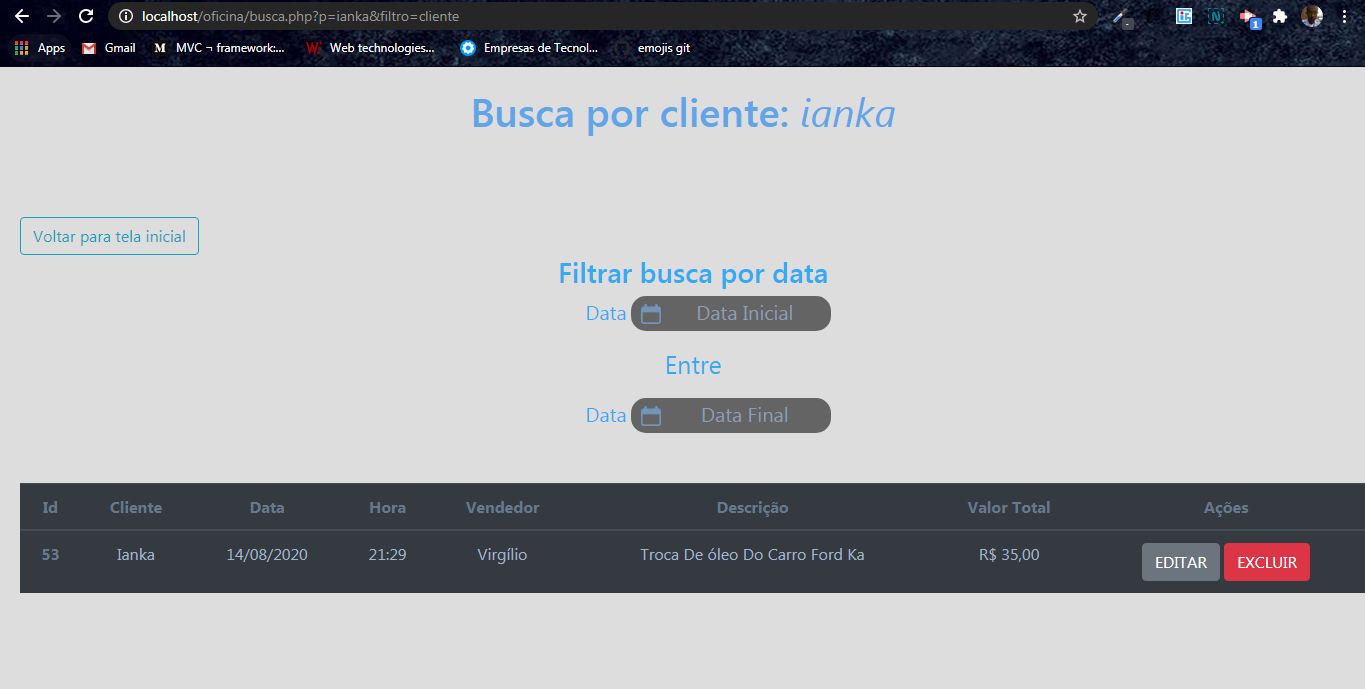 localhost/oficina/busca.php?p=ianka&filtro=cliente
Apps Gmail M MVC ¬ framework:... W Web technologies... Empresas de Tecnol... emojis git
Busca por cliente: ianka
Voltar para tela inicial
Filtrar busca por data
Data Data Inicial
Entre
Data Data Final
Id Cliente Data Hora Vendedor Descrição Valor Total Ações
53 Ianka 14/08/2020 21:29 Virgílio Troca De óleo Do Carro Ford Ka R$ 35,00 EDITAR EXCLUIR